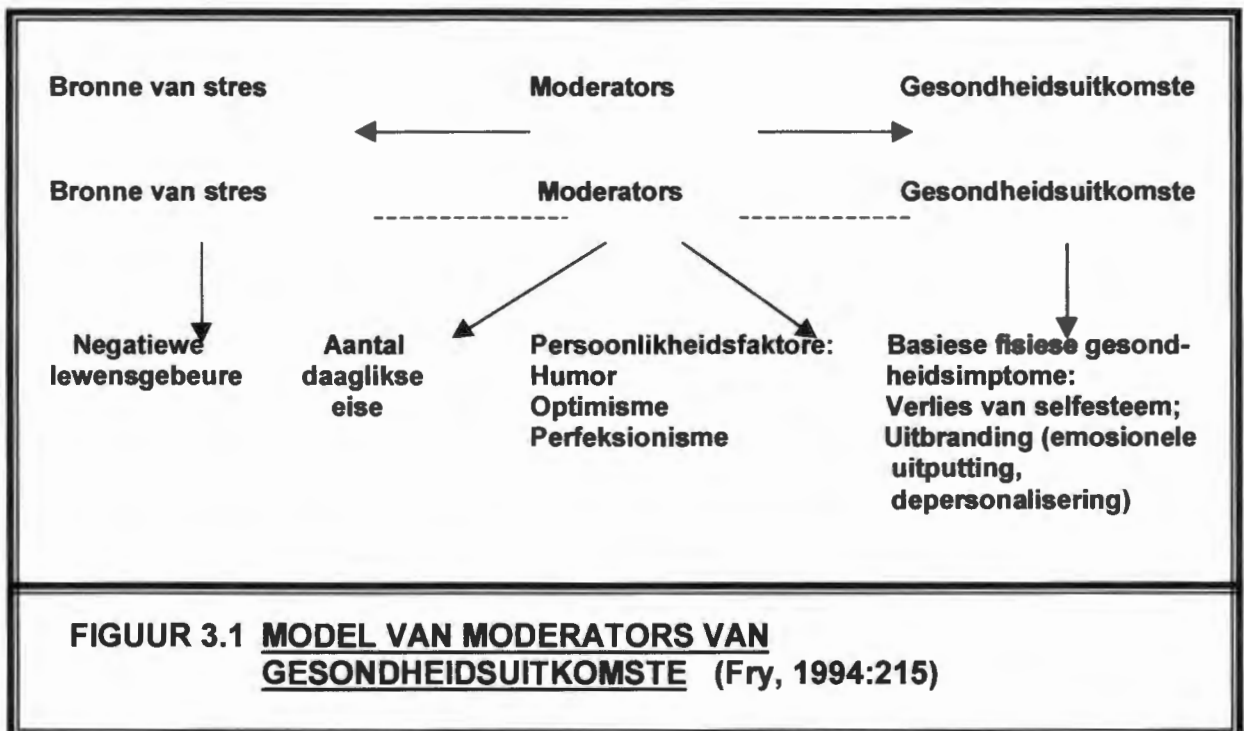 Bronne van stres Moderators Gesondheidsuitkomste
Bronne van stres Moderators Gesondheidsuitkomste
Negatiewe
lewensgebeure
Aantal
daaglikse
eise
Persoonlikheidsfaktore:
Humor
Optimisme
Perfeksionisme
Basiese fisiese gesond-
heidsimptome:
Verlies van selfesteem;
Uitbranding (emosionele
uitputting,
depersonalisering)
FIGUUR 3.1 MODEL VAN MODERATORS VAN
GESONDHEIDSUITKOMSTE (Fry, 1994:215)